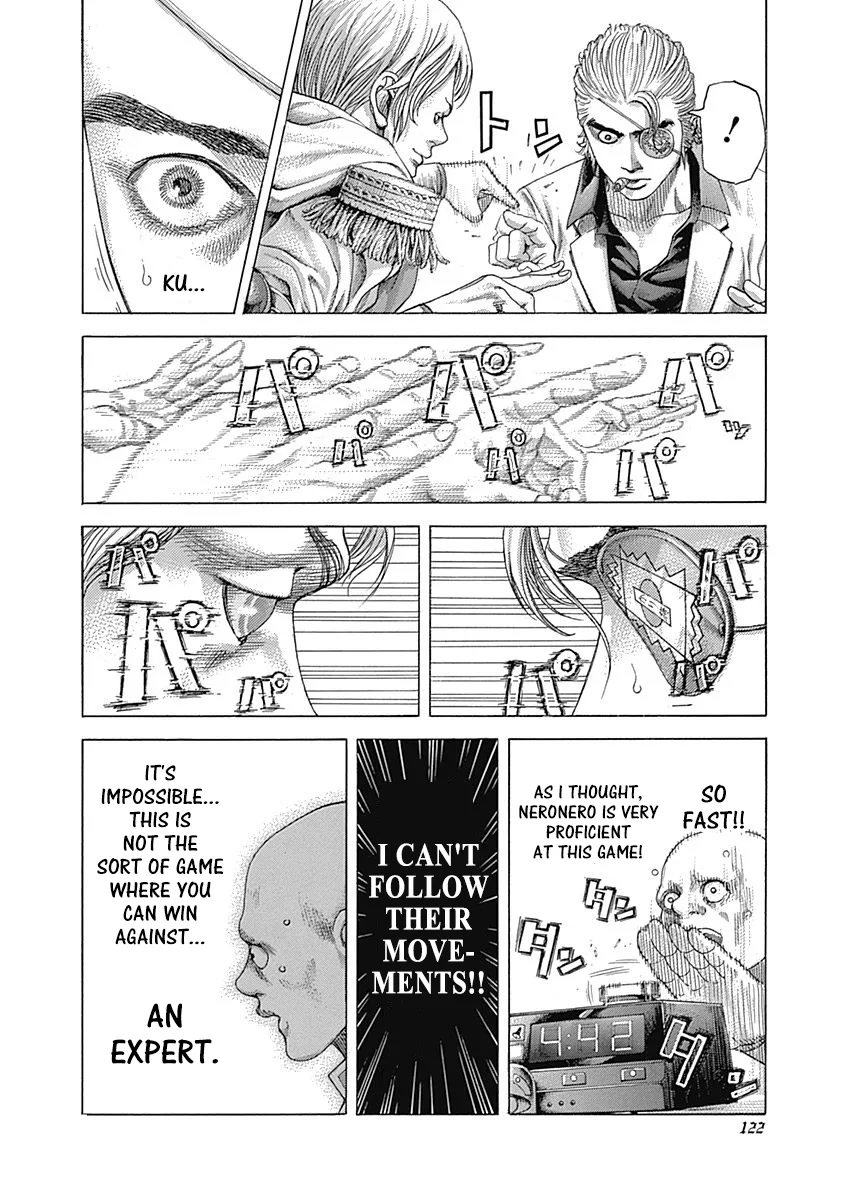 !
トン
KU...
パ
パ
パ
パ
パ
パ
ッ
パ
パ
パ
パ
パ
パ
SO
FAST!!
AS I THOUGHT,
NERONERO IS VERY
PROFICIENT
AT THIS GAME!
ダン
ダン
ダン
4:42
I CAN'T
FOLLOW
THEIR
MOVE-
MENTS!!
IT'S
IMPOSSIBLE...
THIS IS
NOT THE
SORT OF GAME
WHERE YOU
CAN WIN
AGAINST...
AN
EXPERT.
122